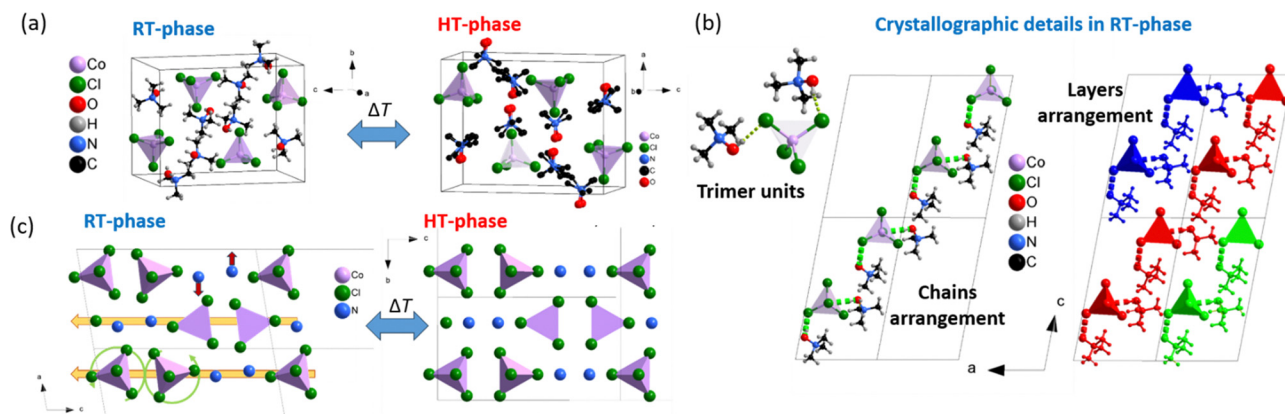 (a)
RT-phase
HT-phase
Co
Cl
O
H
N
C
b
c
a
ΔT
a
b
c
Co
Cl
N
C
O
(b)
Crystallographic details in RT-phase
Trimer units
Chains
arrangement
Layers
arrangement
Co
Cl
O
H
N
C
c
a
(c)
RT-phase
HT-phase
Co
Cl
N
c
b
ΔT
a
c